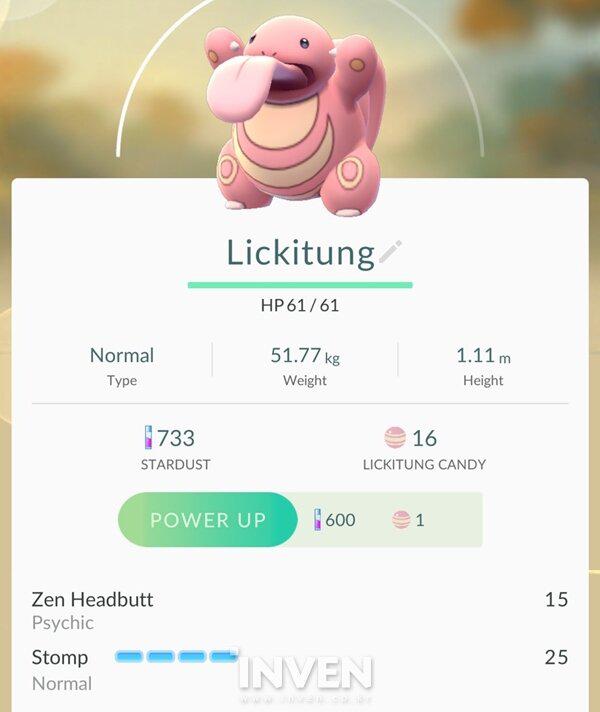 Lickitung
HP 61 / 61
Normal 51.77 kg 1.11 m
Type Weight Height
733 16
STARDUST LICKITUNG CANDY
POWER UP 600 1
Zen Headbutt 15
Psychic
Stomp 25
Normal
INVEN
www.inven.co.kr